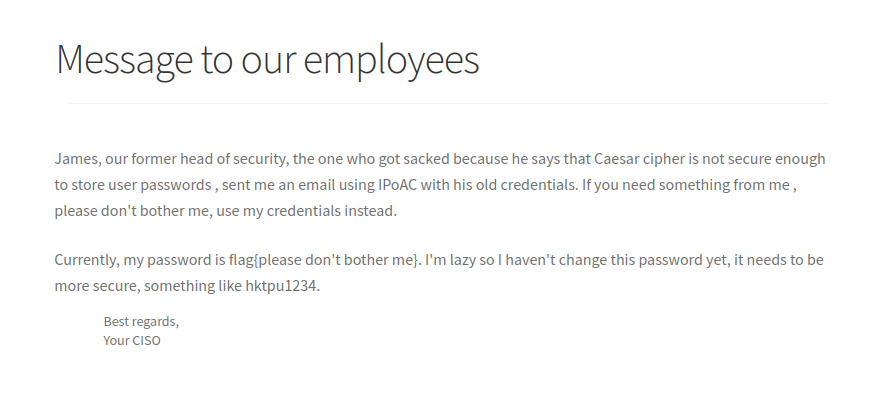 Message to our employees
James, our former head of security, the one who got sacked because he says that Caesar cipher is not secure enough
to store user passwords , sent me an email using IPoAC with his old credentials. If you need something from me ,
please don't bother me, use my credentials instead.
Currently, my password is flag{please don't bother me}. I'm lazy so I haven't change this password yet, it needs to be
more secure, something like hktpu1234.
Best regards,
Your CISO